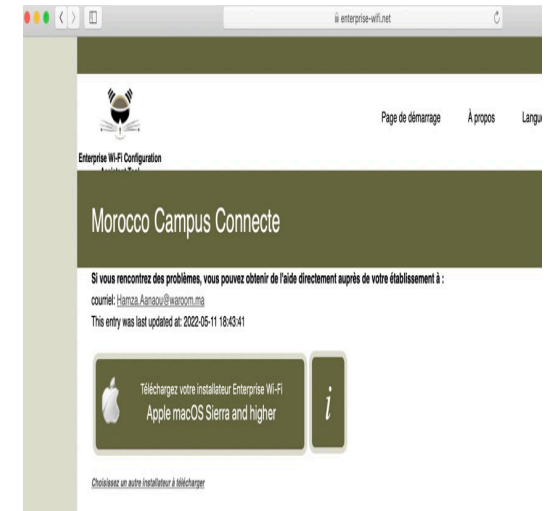 enterprise-wifi.net
Page de démarrage À propos Langue
Enterprise Wi-Fi Configuration
Morocco Campus Connecte
Si vous rencontrez des problèmes, vous pouvez obtenir de l'aide directement auprès de votre établissement à :
courriel: Hamza.Aanaou@waroom.ma
This entry was last updated at: 2022-05-11 18:43:41
Téléchargez votre installateur Enterprise Wi-Fi
Apple macOS Sierra and higher
i
Choisissez un autre installateur à télécharger